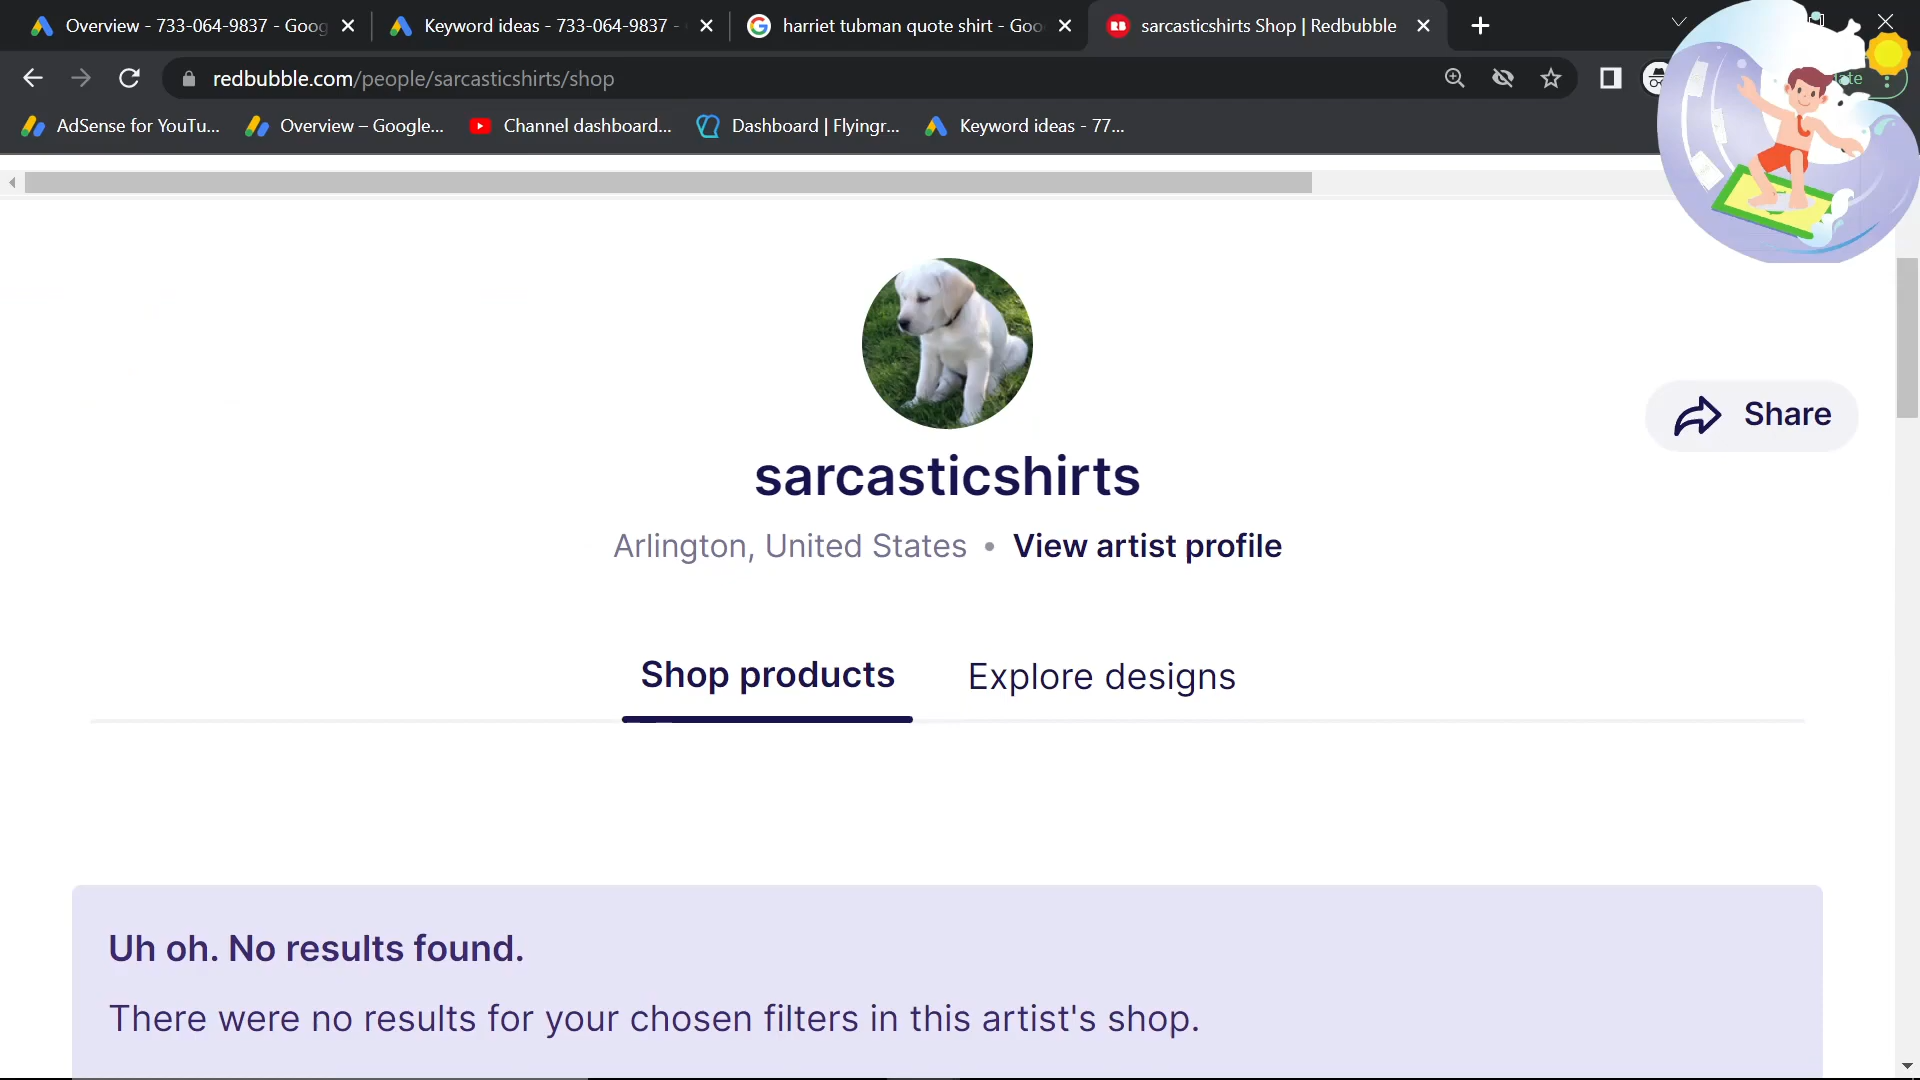 Overview - 733-064-9837 - Goog
Keyword ideas - 733-064-9837 -
harriet tubman quote shirt - Goo
RB sarcasticshirts Shop | Redbubble
redbubble.com/people/sarcasticshirts/shop
AdSense for YouTu...
Overview – Google...
Channel dashboard...
Dashboard | Flyingr...
Keyword ideas - 77...
Share
sarcasticshirts
Arlington, United States • View artist profile
Shop products
Explore designs
Uh oh. No results found.
There were no results for your chosen filters in this artist's shop.